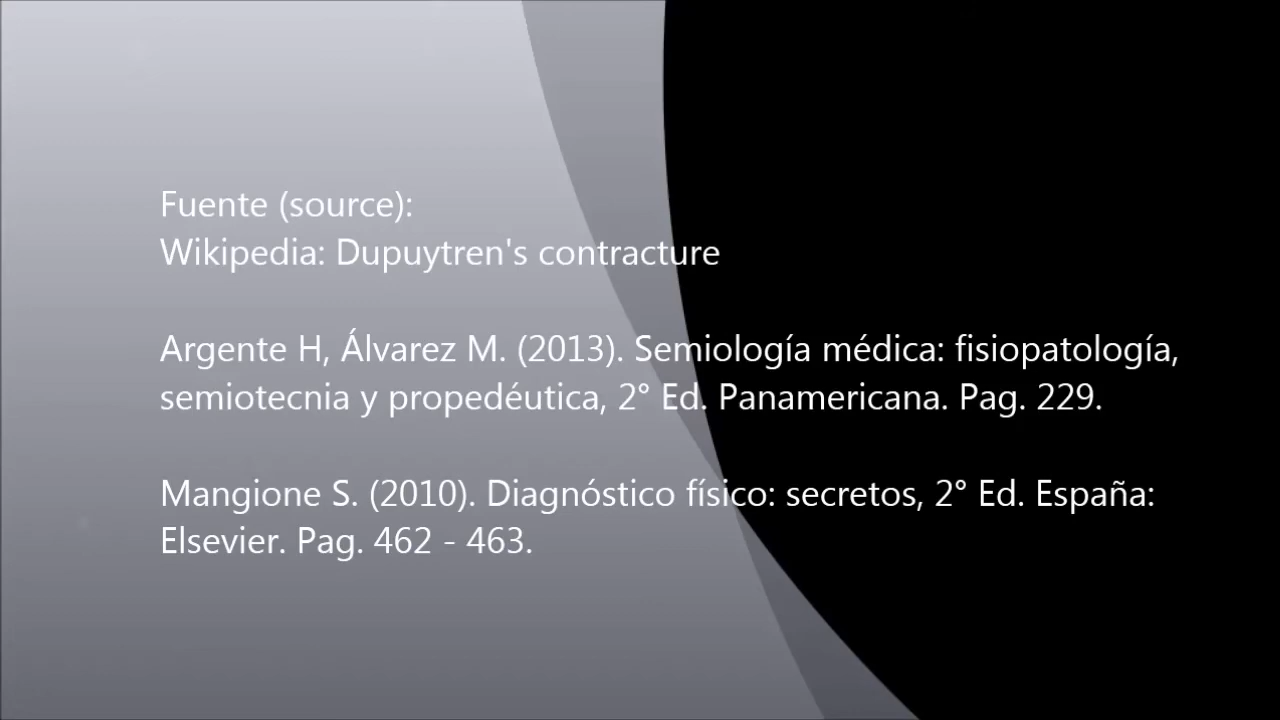 Fuente (source):
Wikipedia: Dupuytren's contracture
Argente H, Álvarez M. (2013). Semiología médica: fisiopatología,
semiotecnia y propedéutica, 2° Ed. Panamericana. Pag. 229.
Mangione S. (2010). Diagnóstico físico: secretos, 2° Ed. España:
Elsevier. Pag. 462 - 463.